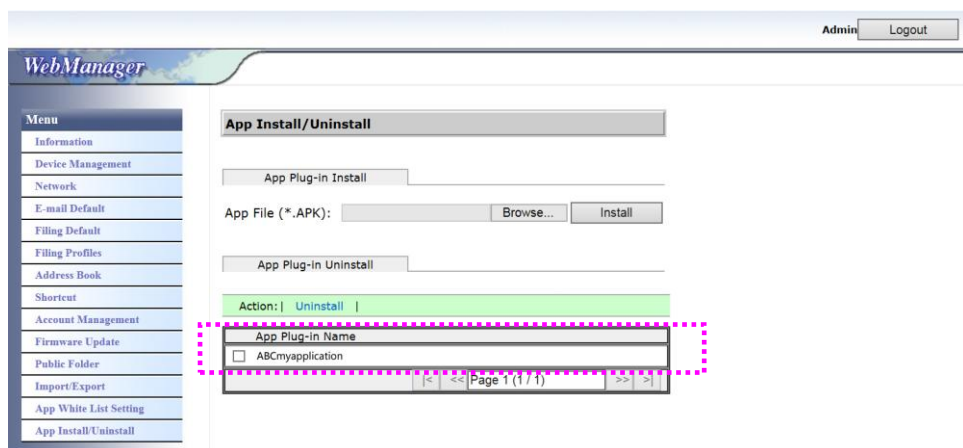 Admin Logout
WebManager
Menu
Information
Device Management
Network
E-mail Default
Filing Default
Filing Profiles
Address Book
Shortcut
Account Management
Firmware Update
Public Folder
Import/Export
App White List Setting
App Install/Uninstall
App Install/Uninstall
App Plug-in Install
App File (*.APK): Browse... Install
App Plug-in Uninstall
Action: | Uninstall |
App Plug-in Name
ABCmyapplication
|< << Page 1 (1 / 1) >> >|